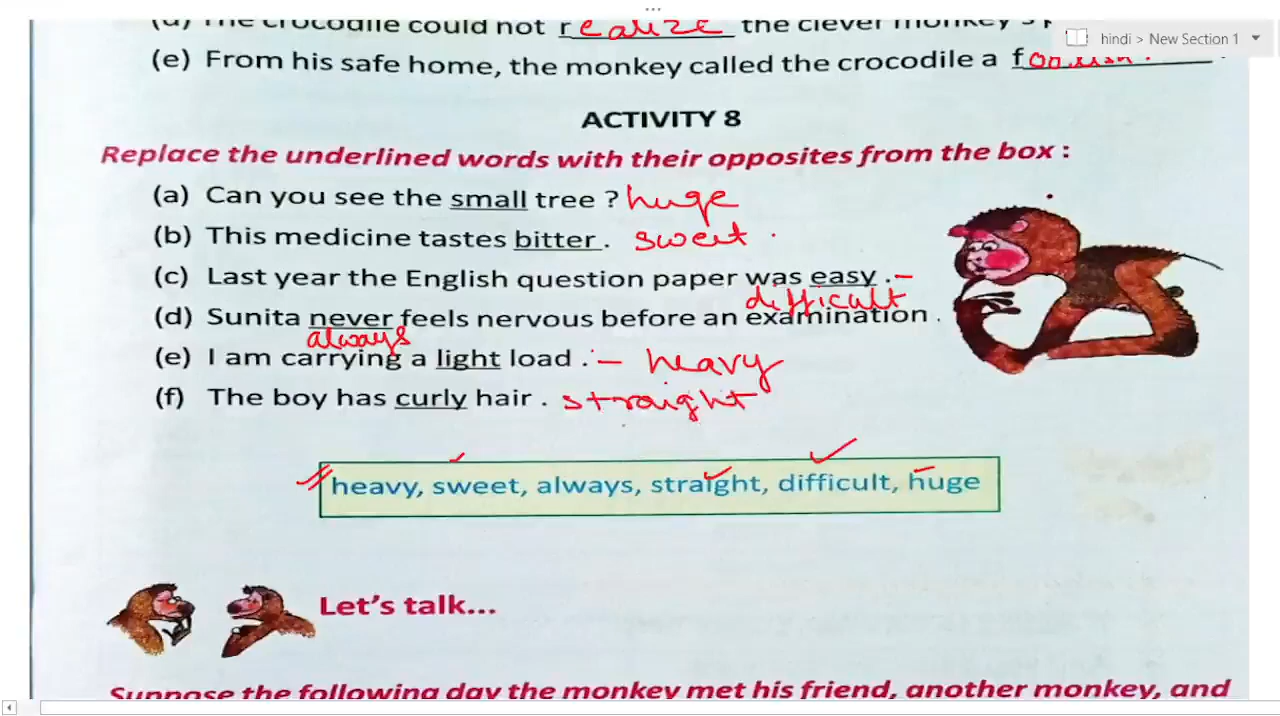 (d) The crocodile could not realize the clever monkey's
hindi > New Section 1
(e) From his safe home, the monkey called the crocodile a
ACTIVITY 8
Replace the underlined words with their opposites from the box :
(a) Can you see the small tree ? huge
(b) This medicine tastes bitter . sweet .
(c) Last year the English question paper was easy . –
difficult
(d) Sunita never feels nervous before an examination .
always
(e) I am carrying a light load . – heavy
(f) The boy has curly hair . straight
heavy, sweet, always, straight, difficult, huge
Let's talk...
Suppose the following day the monkey met his friend, another monkey, and